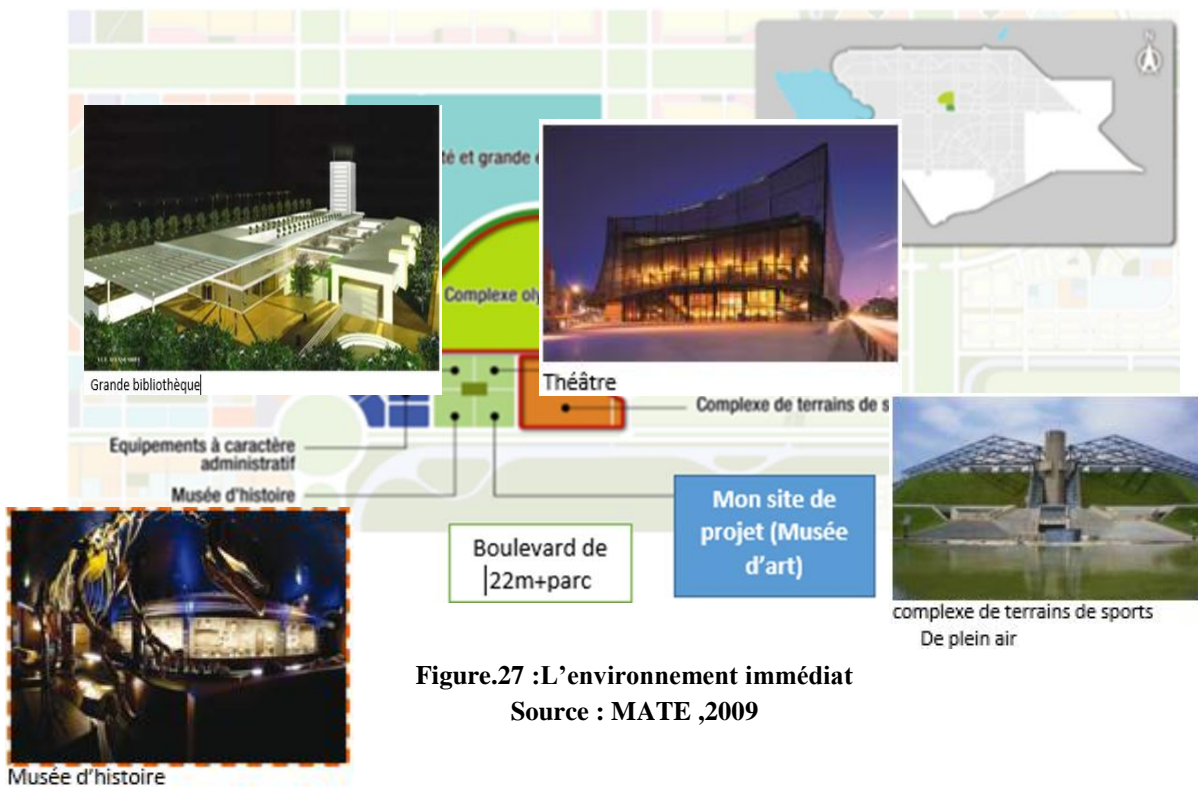 N
té et grande
Complexe oly
Grande bibliothèque
Théâtre
Complexe de terrains de s
Equipements à caractère
administratif
Musée d'histoire
Mon site de
projet (Musée
d'art)
Boulevard de
22m+parc
complexe de terrains de sports
De plein air
Figure.27 :L'environnement immédiat
Source : MATE ,2009
Musée d'histoire